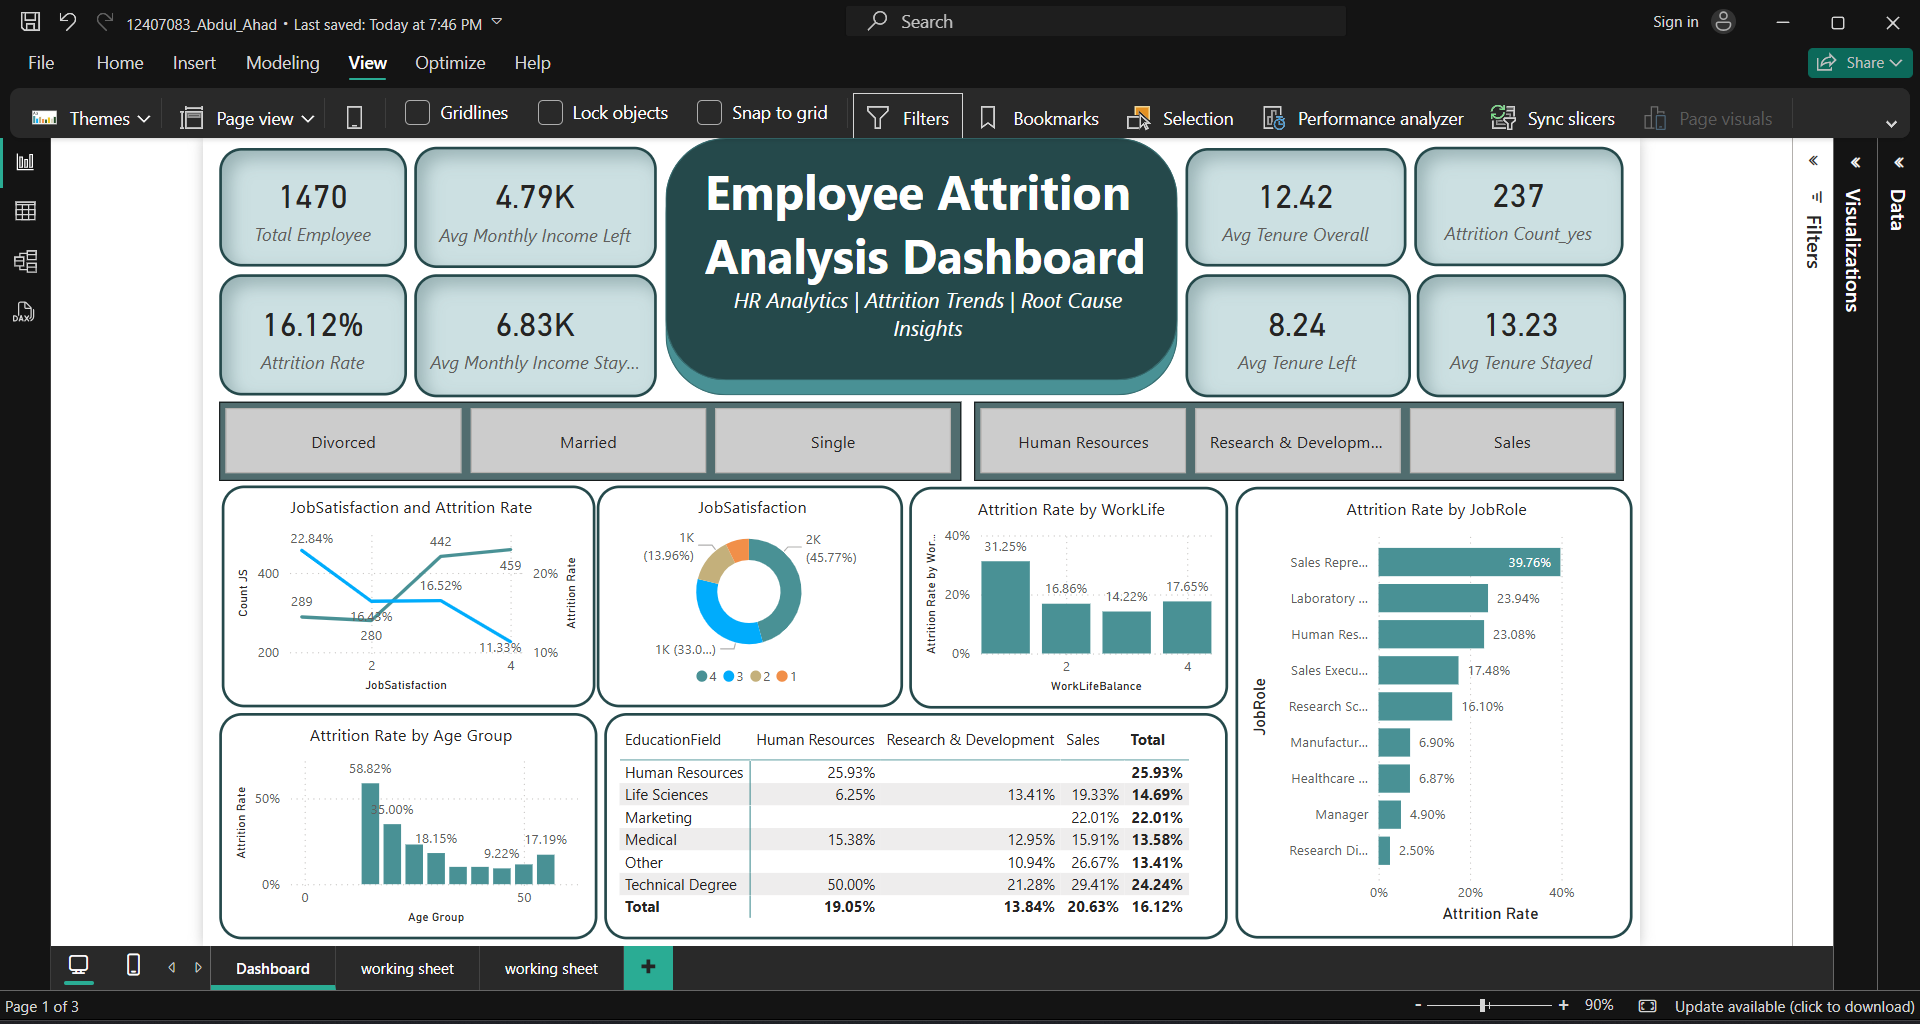 12407083_Abdul_Ahad • Last saved: Today at 7:46 PM
Search
Sign in
File Home Insert Modeling View Optimize Help
Share
Themes Page view Gridlines Lock objects Snap to grid Filters Bookmarks Selection Performance analyzer Sync slicers Page visuals
1470
Total Employee
4.79K
Avg Monthly Income Left
Employee Attrition
Analysis Dashboard
HR Analytics | Attrition Trends | Root Cause
Insights
12.42
Avg Tenure Overall
237
Attrition Count_yes
16.12%
Attrition Rate
6.83K
Avg Monthly Income Stay...
8.24
Avg Tenure Left
13.23
Avg Tenure Stayed
Filters
Visualizations
Data
DAX
Divorced Married Single
Human Resources Research & Developm... Sales
JobSatisfaction and Attrition Rate
22.84%
442
400
459
20%
289
16.43%
16.52%
280
200
11.33%
10%
2 4
JobSatisfaction
Count JS
Attrition Rate
JobSatisfaction
1K
(13.96%)
2K
(45.77%)
1K (33.0...)
4 3 2 1
Attrition Rate by WorkLife
Attrition Rate by Wor...
40%
31.25%
20%
16.86%
14.22%
17.65%
0%
2 4
WorkLifeBalance
Attrition Rate by JobRole
JobRole
Sales Repre... 39.76%
Laboratory ... 23.94%
Human Res... 23.08%
Sales Execu... 17.48%
Research Sc... 16.10%
Manufactur... 6.90%
Healthcare ... 6.87%
Manager 4.90%
Research Di... 2.50%
0% 20% 40%
Attrition Rate
Attrition Rate by Age Group
Attrition Rate
58.82%
50%
35.00%
18.15%
9.22%
17.19%
0%
0 50
Age Group
EducationField Human Resources Research & Development Sales Total
Human Resources 25.93% 25.93%
Life Sciences 6.25% 13.41% 19.33% 14.69%
Marketing 22.01% 22.01%
Medical 15.38% 12.95% 15.91% 13.58%
Other 10.94% 26.67% 13.41%
Technical Degree 50.00% 21.28% 29.41% 24.24%
Total 19.05% 13.84% 20.63% 16.12%
Dashboard working sheet working sheet +
Page 1 of 3
- + 90% Update available (click to download)